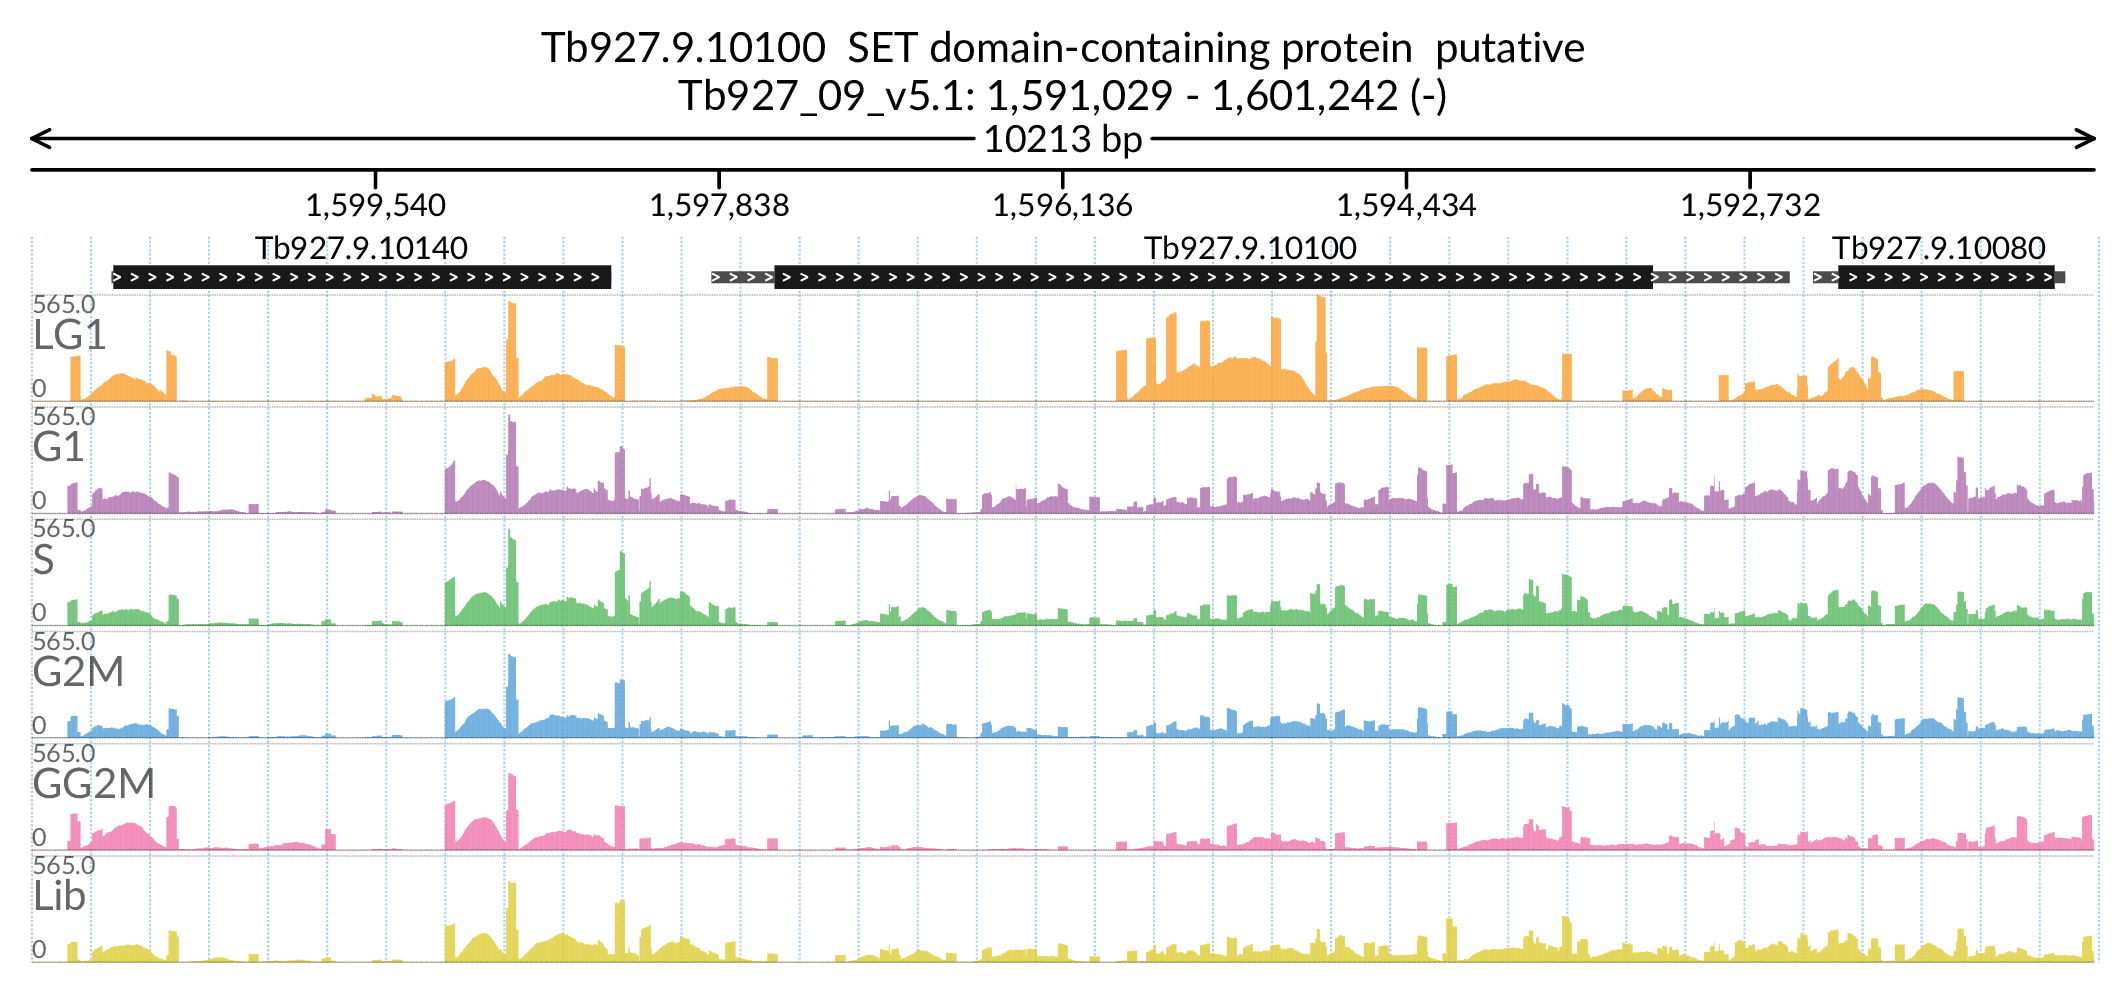 Tb927.9.10100  SET domain-containing protein  putative
Tb927_09_v5.1: 1,591,029 - 1,601,242 (-)
10213 bp
1,599,540 1,597,838 1,596,136 1,594,434 1,592,732
Tb927.9.10140 Tb927.9.10100 Tb927.9.10080
565.0
LG1
0
565.0
G1
0
565.0
S
0
565.0
G2M
0
565.0
GG2M
0
565.0
Lib
0